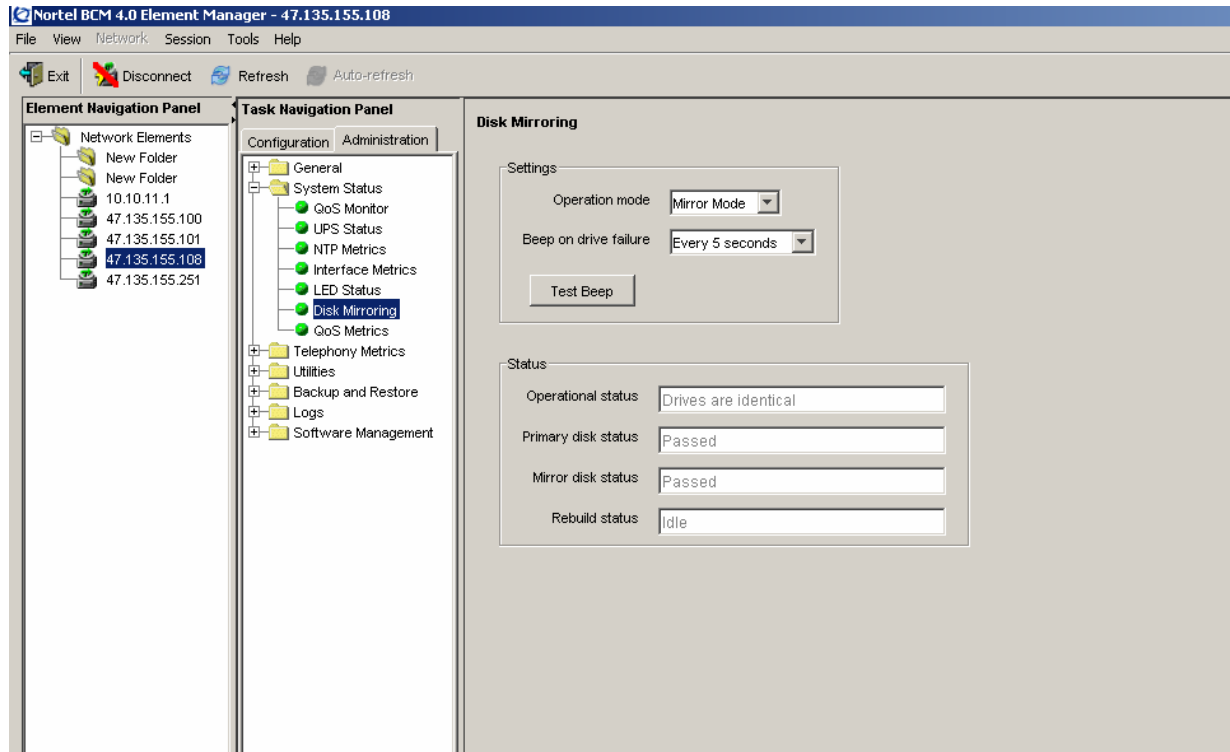 Nortel BCM 4.0 Element Manager - 47.135.155.108
File View Network Session Tools Help
Exit Disconnect Refresh Auto-refresh
Element Navigation Panel
Network Elements
New Folder
New Folder
10.10.11.1
47.135.155.100
47.135.155.101
47.135.155.108
47.135.155.251
Task Navigation Panel
Configuration Administration
General
System Status
QoS Monitor
UPS Status
NTP Metrics
Interface Metrics
LED Status
Disk Mirroring
QoS Metrics
Telephony Metrics
Utilities
Backup and Restore
Logs
Software Management
Disk Mirroring
Settings
Operation mode Mirror Mode
Beep on drive failure Every 5 seconds
Test Beep
Status
Operational status Drives are identical
Primary disk status Passed
Mirror disk status Passed
Rebuild status Idle